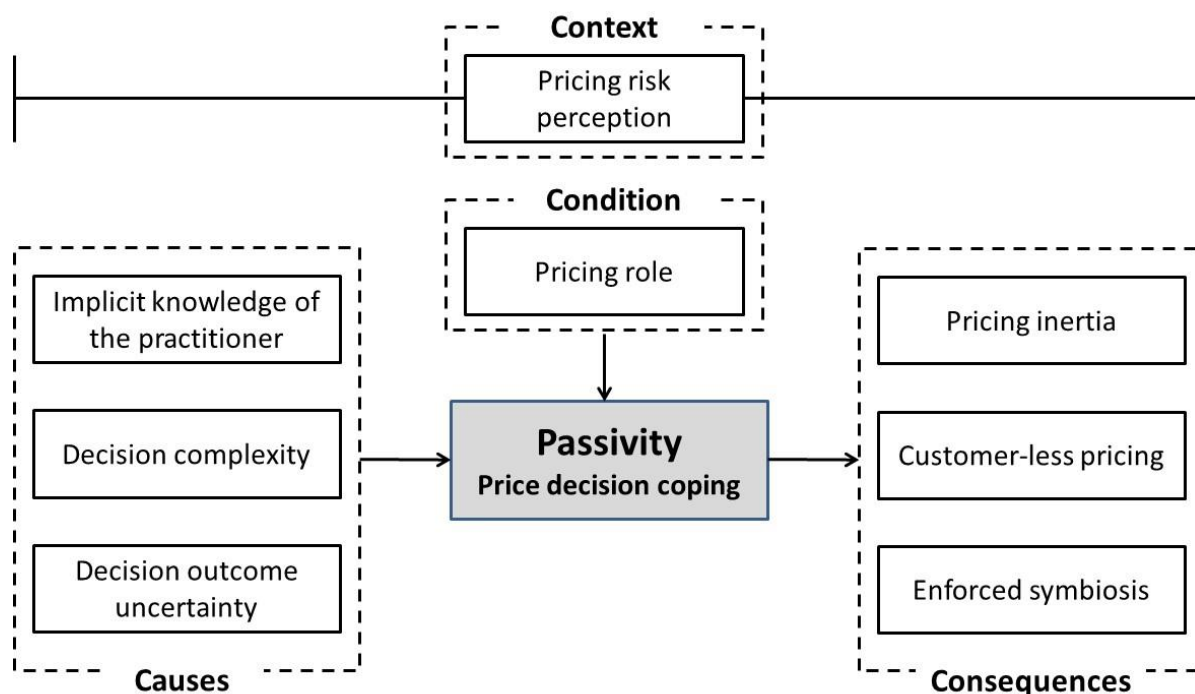 Context
Pricing risk
perception
Condition
Pricing role
Implicit knowledge of
the practitioner
Decision complexity
Decision outcome
uncertainty
Causes
Passivity
Price decision coping
Pricing inertia
Customer-less pricing
Enforced symbiosis
Consequences